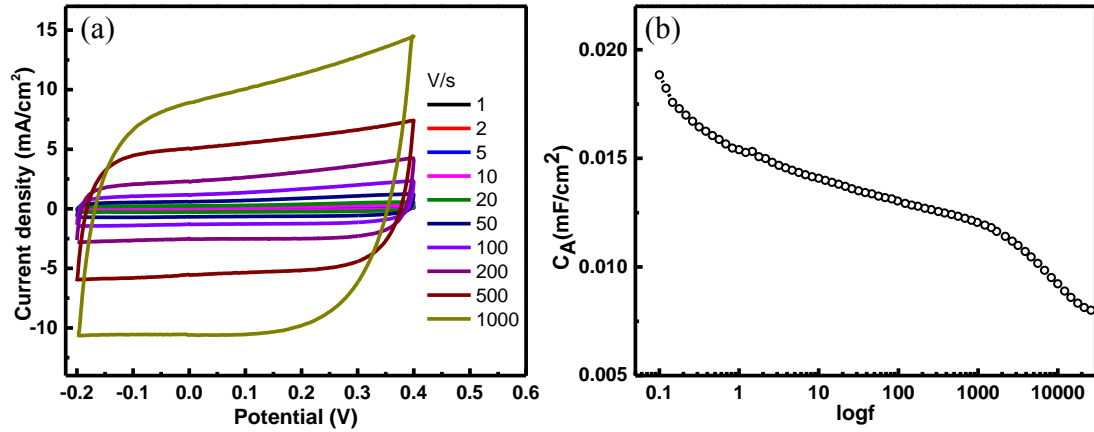 (a)
Current density (mA/cm²)
15
10
5
0
-5
-10
-0.2 -0.1 0.0 0.1 0.2 0.3 0.4 0.5 0.6
Potential (V)
V/s
1
2
5
10
20
50
100
200
500
1000
(b)
C_A(mF/cm²)
0.020
0.015
0.010
0.005
0.1 1 10 100 1000 10000
logf